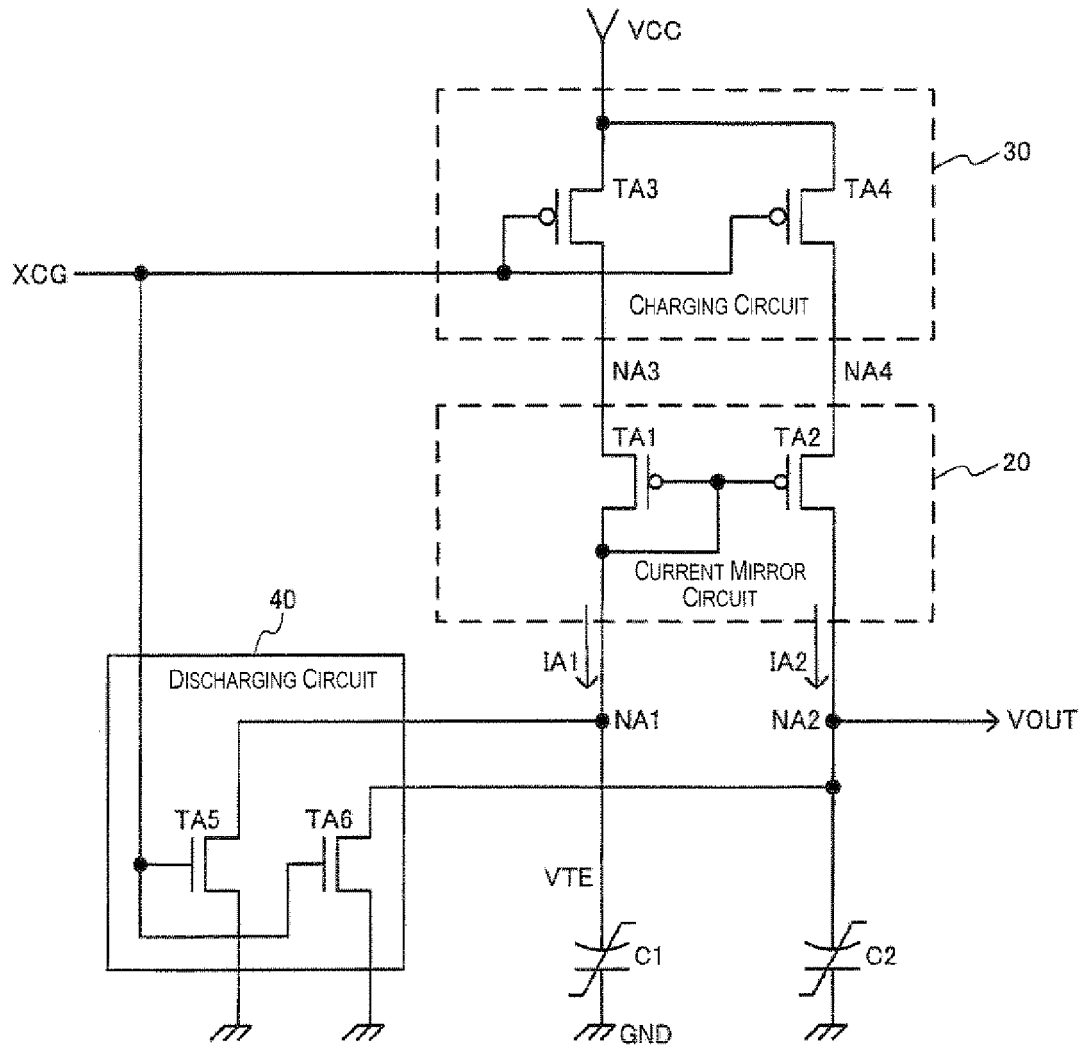 VCC
30
TA3
TA4
XCG
CHARGING CIRCUIT
NA3
NA4
TA1
TA2
20
CURRENT MIRROR
CIRCUIT
40
IA1
IA2
DISCHARGING CIRCUIT
NA1
NA2
VOUT
TA5
TA6
VTE
C1
C2
GND